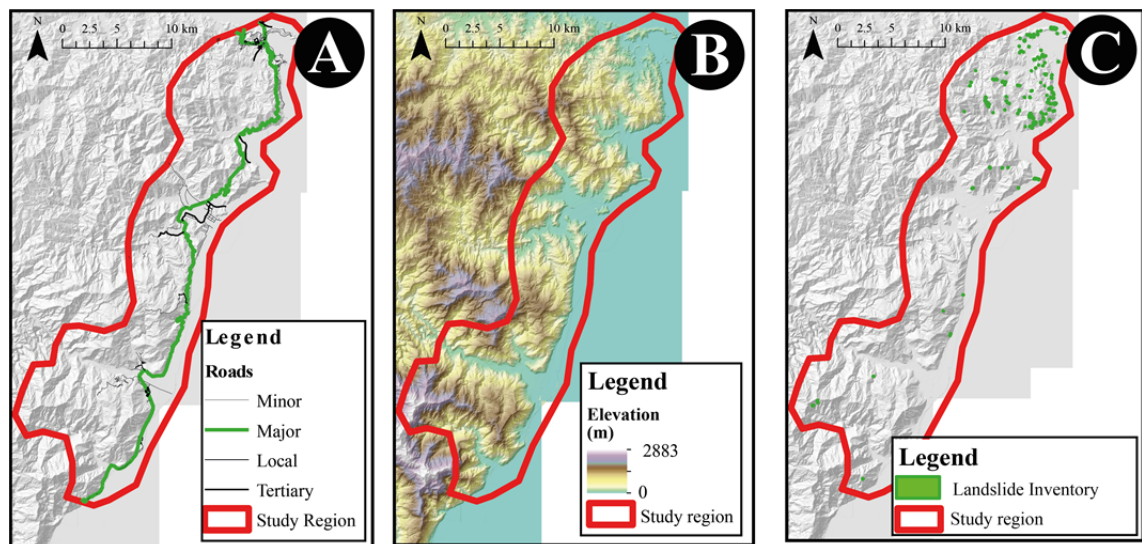 N
0 2.5 5 10 km
A
Legend
Roads
Minor
Major
Local
Tertiary
Study Region
N
0 2.5 5 10 km
B
Legend
Elevation
(m)
2883
0
Study region
N
0 2.5 5 10 km
C
Legend
Landslide Inventory
Study region